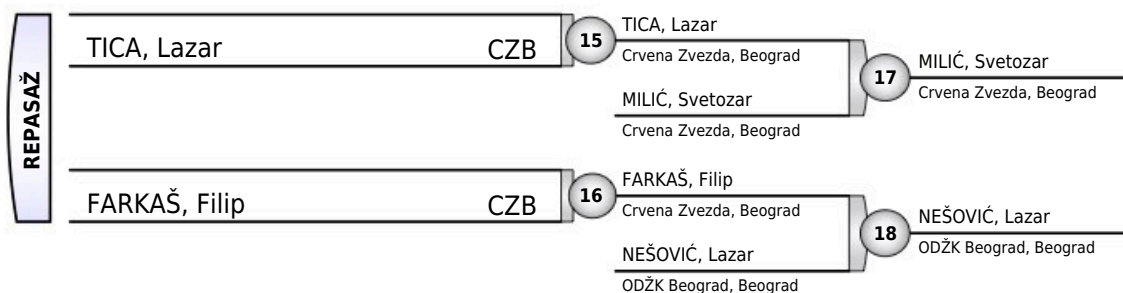 REPASAŽ
TICA, Lazar CZB
15
TICA, Lazar
Crvena Zvezda, Beograd
MILIĆ, Svetozar
Crvena Zvezda, Beograd
17
MILIĆ, Svetozar
Crvena Zvezda, Beograd
FARKAŠ, Filip CZB
16
FARKAŠ, Filip
Crvena Zvezda, Beograd
NEŠOVIĆ, Lazar
ODŽK Beograd, Beograd
18
NEŠOVIĆ, Lazar
ODŽK Beograd, Beograd